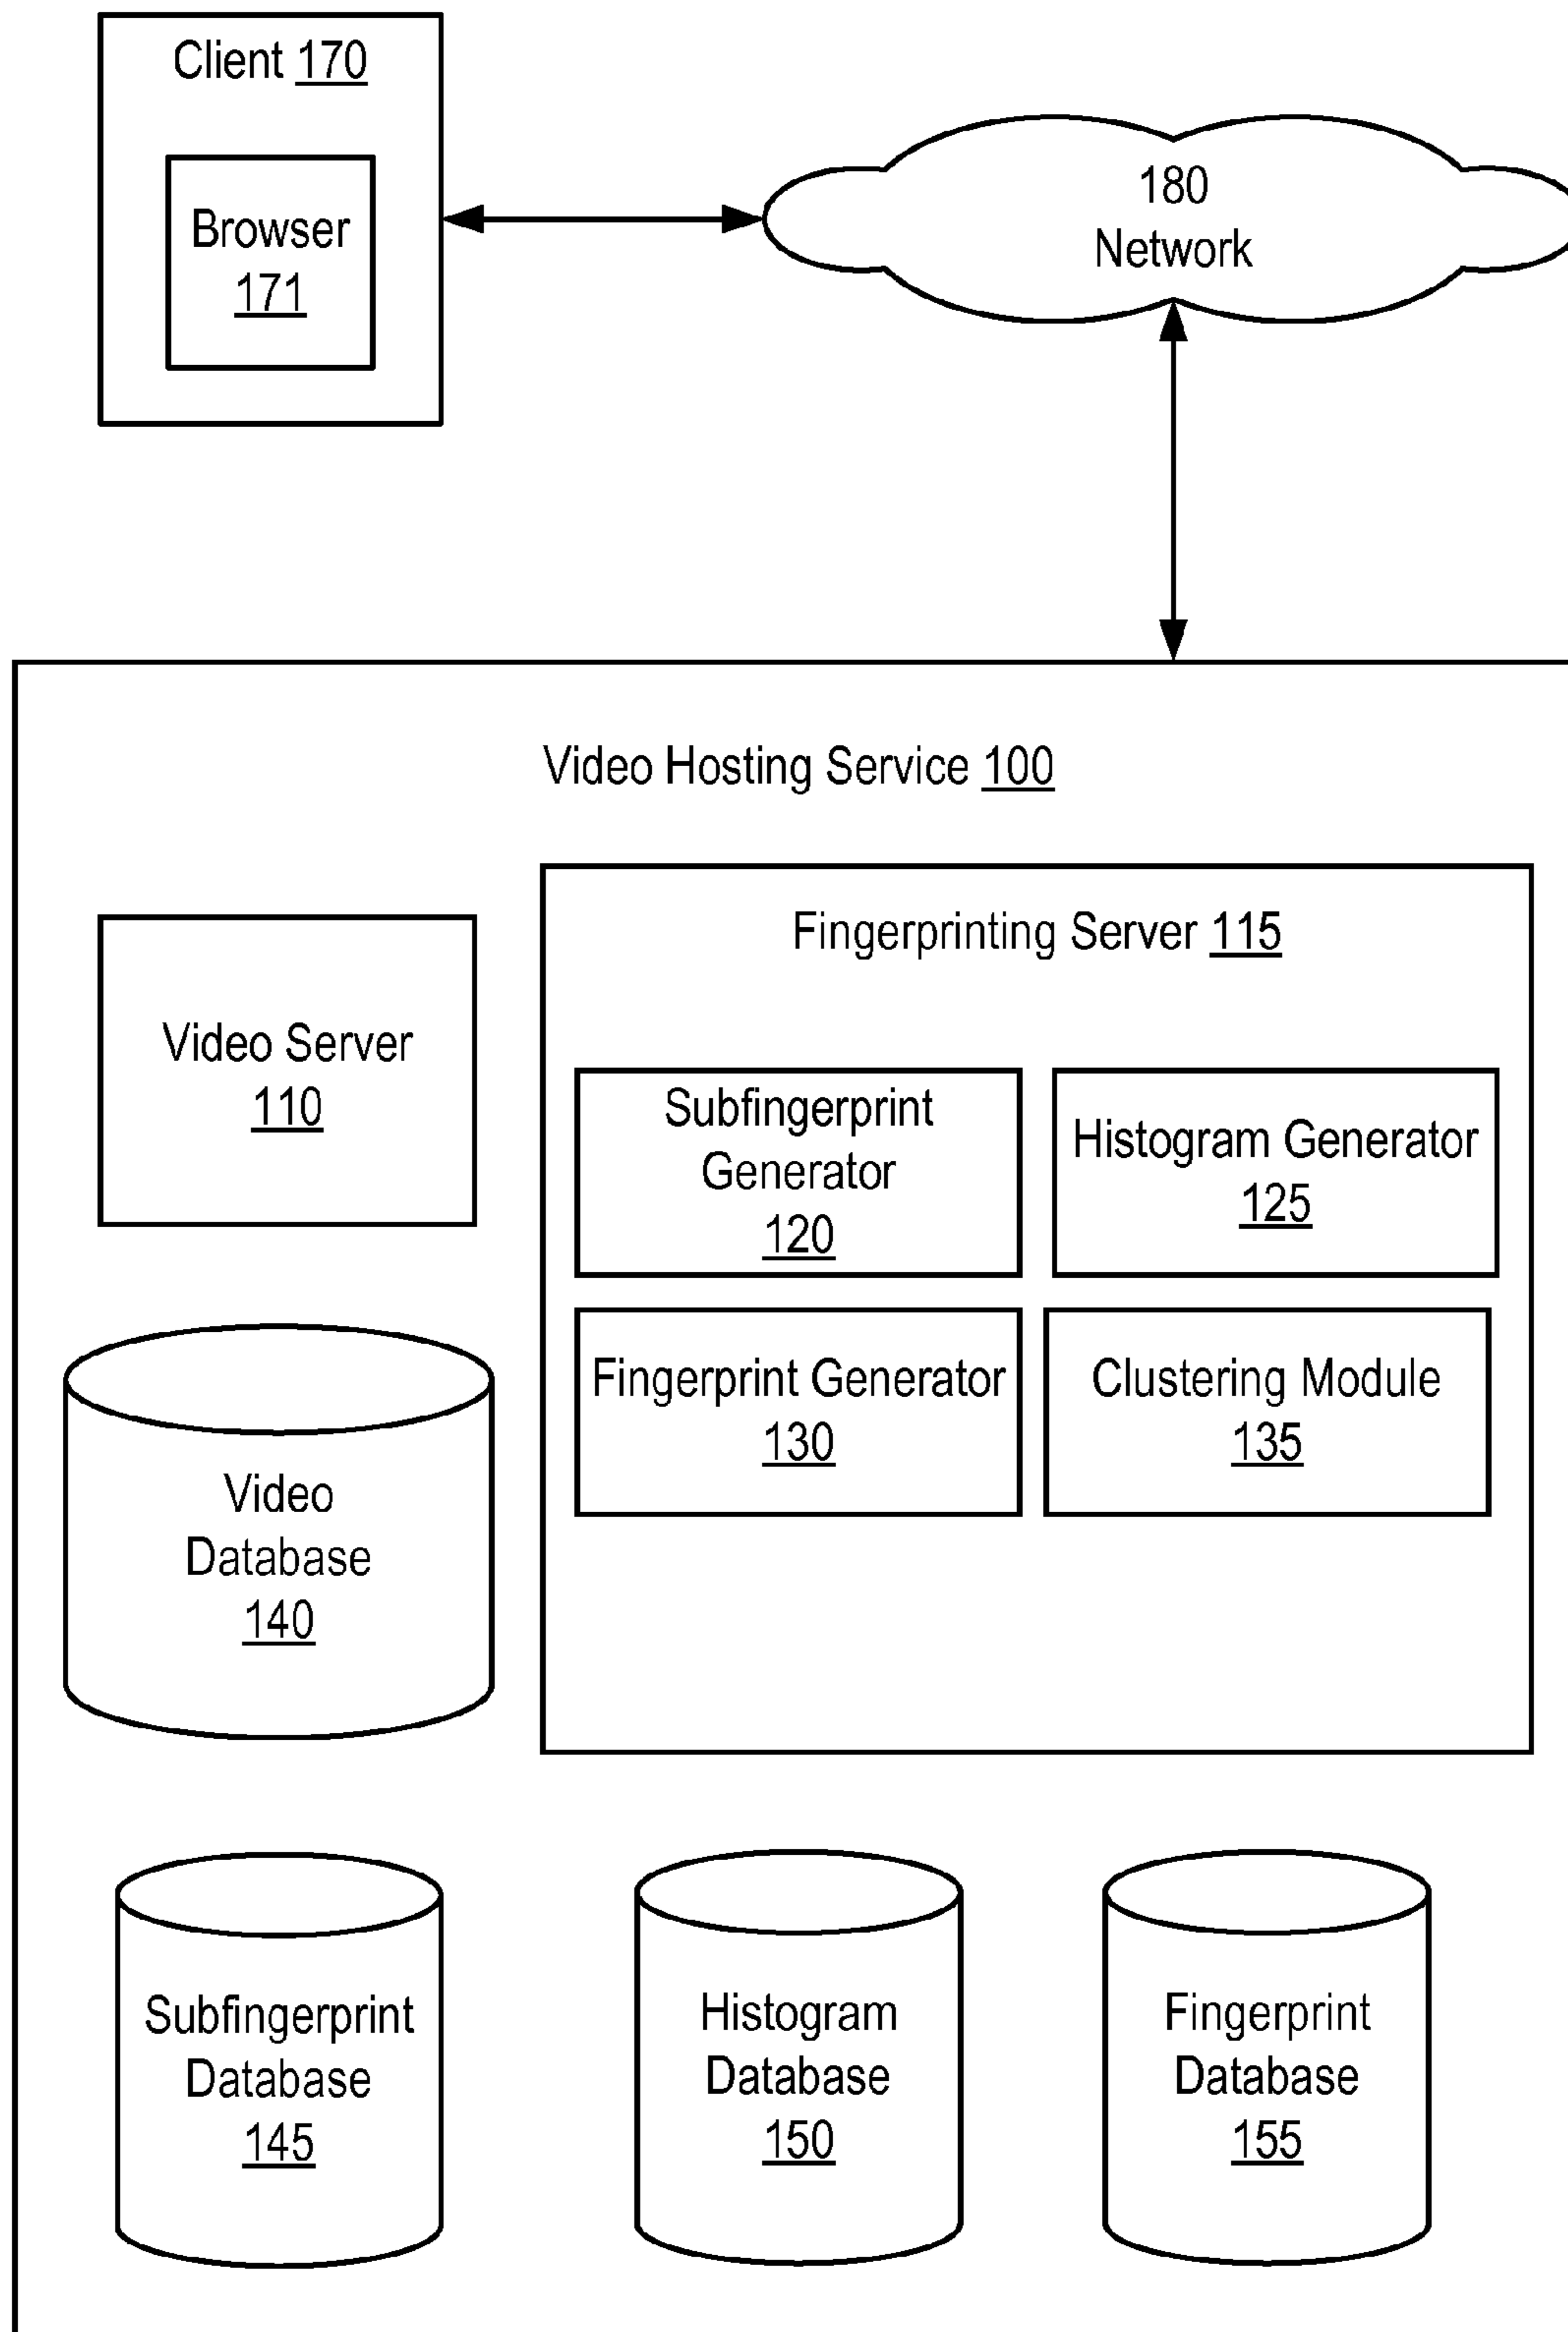 Client 170
Browser
171
180
Network
Video Hosting Service 100
Video Server
110
Fingerprinting Server 115
Subfingerprint
Generator
120
Histogram Generator
125
Fingerprint Generator
130
Clustering Module
135
Video
Database
140
Subfingerprint
Database
145
Histogram
Database
150
Fingerprint
Database
155